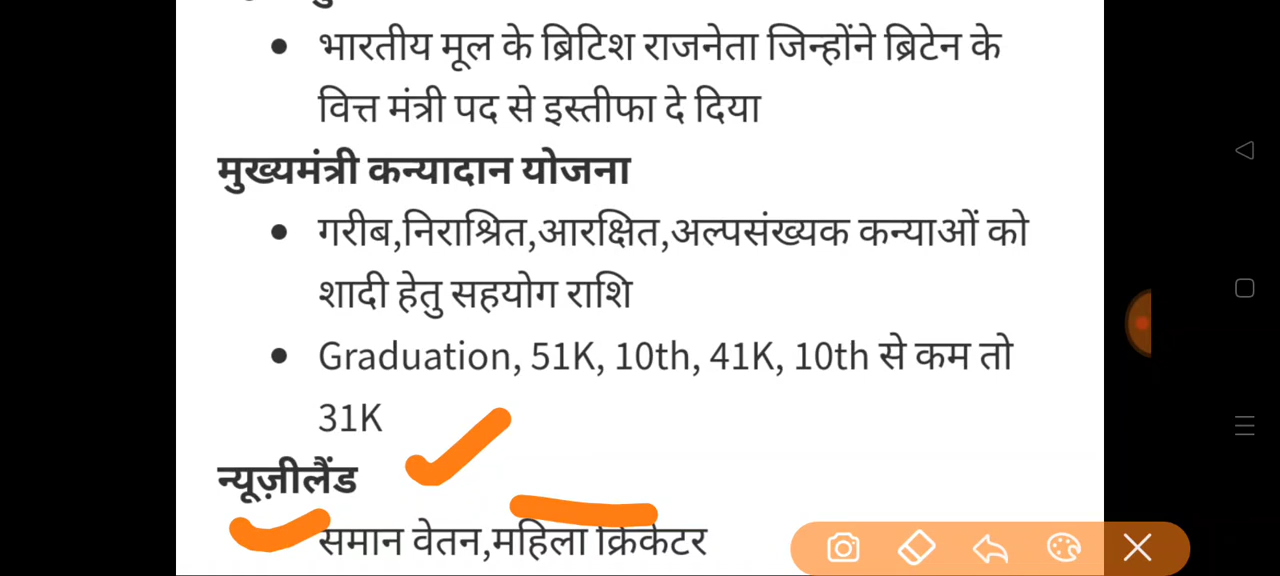 भारतीय मूल के ब्रिटिश राजनेता जिन्होंने ब्रिटेन के
वित्त मंत्री पद से इस्तीफा दे दिया
मुख्यमंत्री कन्यादान योजना
गरीब,निराश्रित,आरक्षित,अल्पसंख्यक कन्याओं को
शादी हेतु सहयोग राशि
Graduation, 51K, 10th, 41K, 10th से कम तो
31K
न्यूज़ीलैंड
समान वेतन,महिला क्रिकेटर